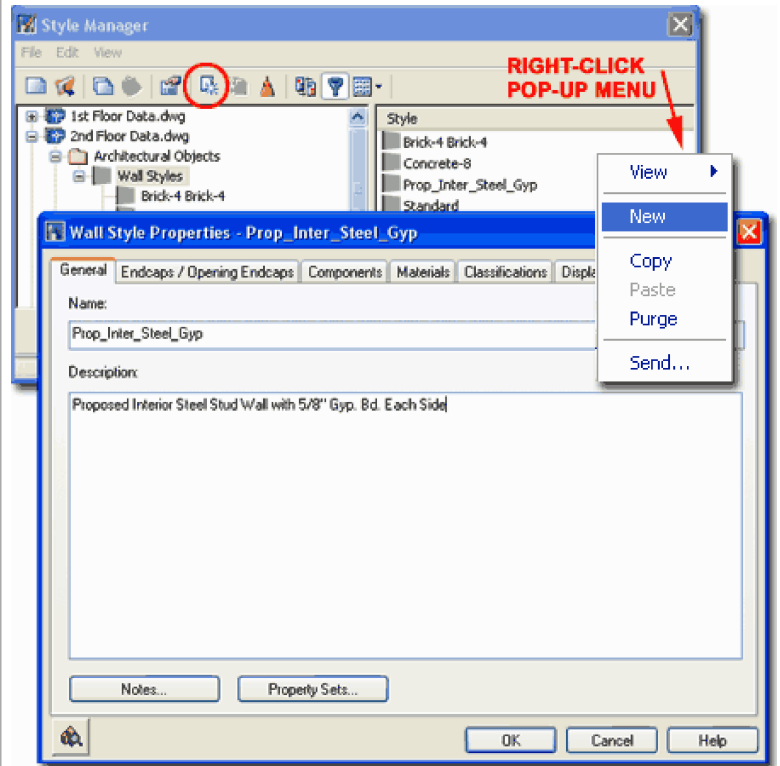 Style Manager
File Edit View
RIGHT-CLICK
POP-UP MENU
1st Floor Data.dwg
2nd Floor Data.dwg
Architectural Objects
Wall Styles
Brick-4 Brick-4
Style
Brick-4 Brick-4
Concrete-8
Prop_Inter_Steel_Gyp
Standard
View
New
Copy
Paste
Purge
Send...
Wall Style Properties - Prop_Inter_Steel_Gyp
General Endcaps / Opening Endcaps Components Materials Classifications Displa
Name:
Prop_Inter_Steel_Gyp
Description:
Proposed Interior Steel Stud Wall with 5/8" Gyp. Bd. Each Side
Notes... Property Sets...
OK Cancel Help